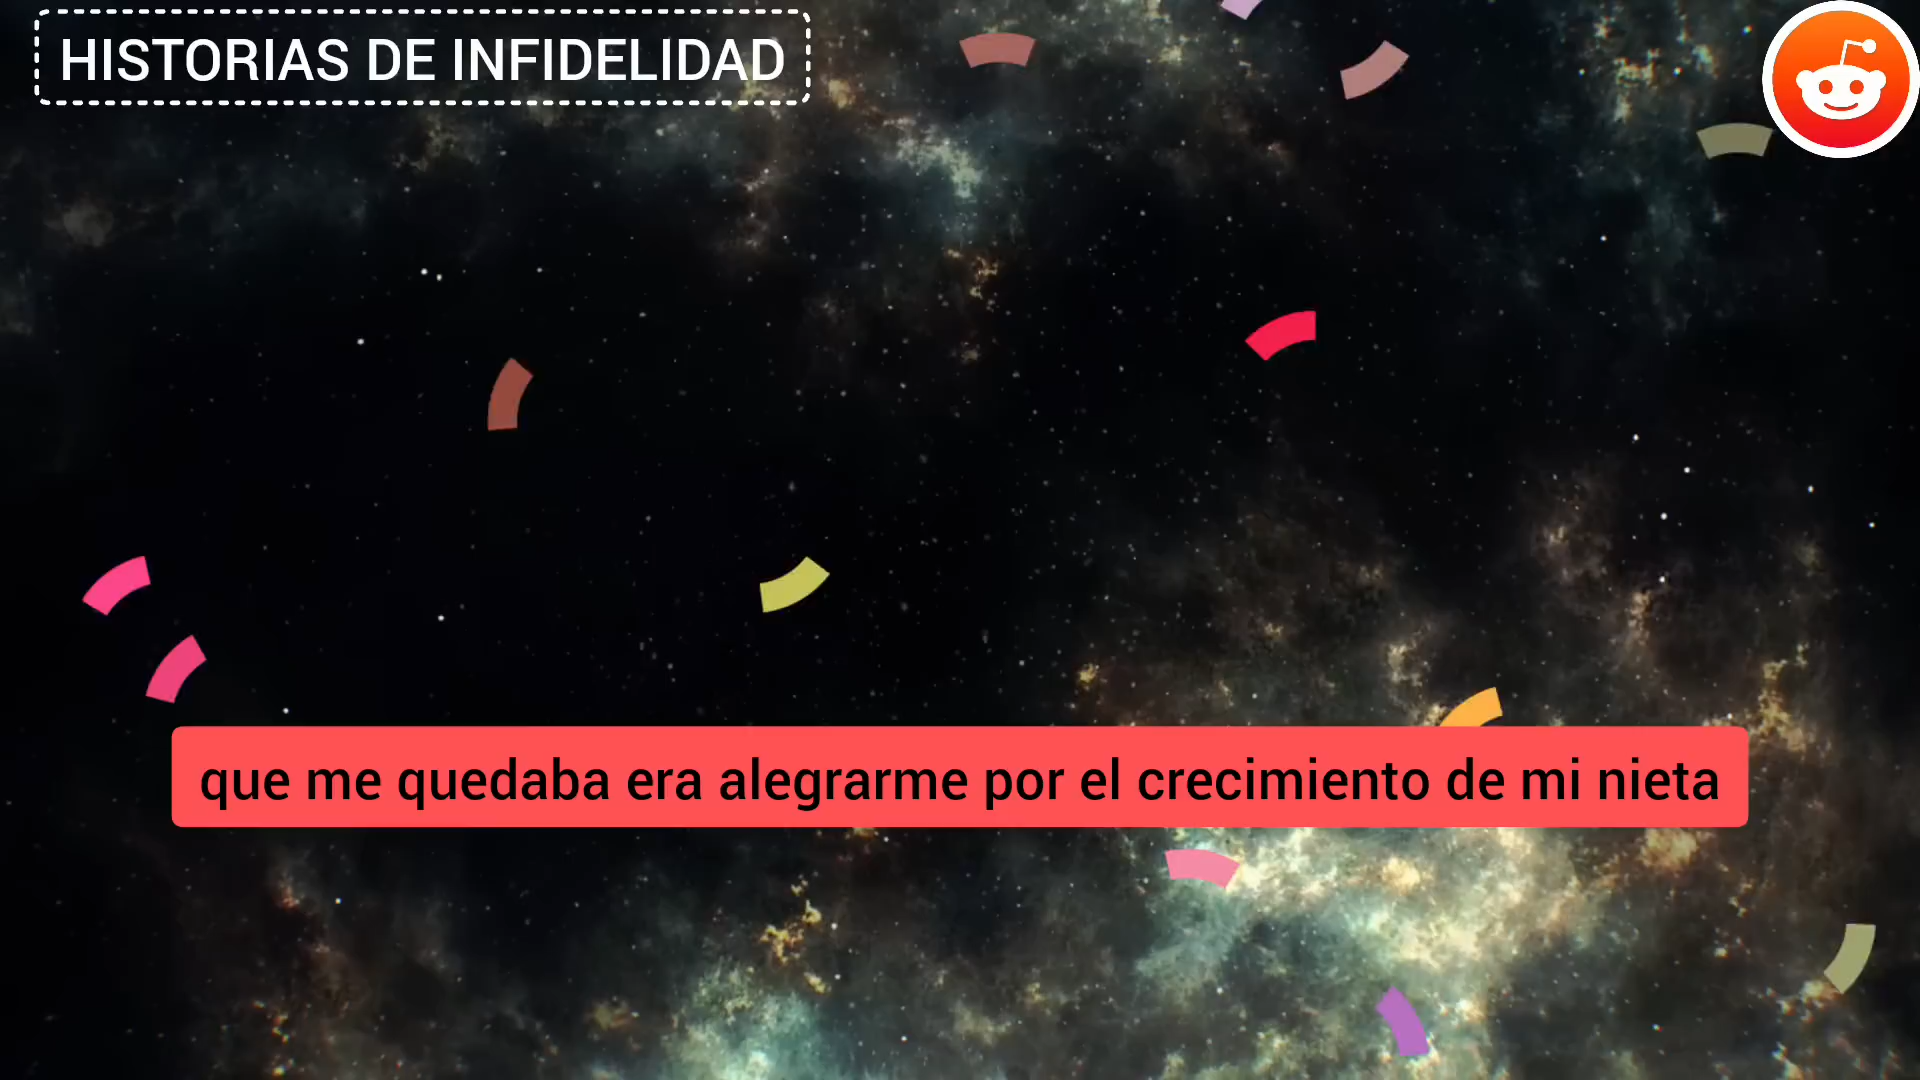 HISTORIAS DE INFIDELIDAD
que me quedaba era alegrarme por el crecimiento de mi nieta